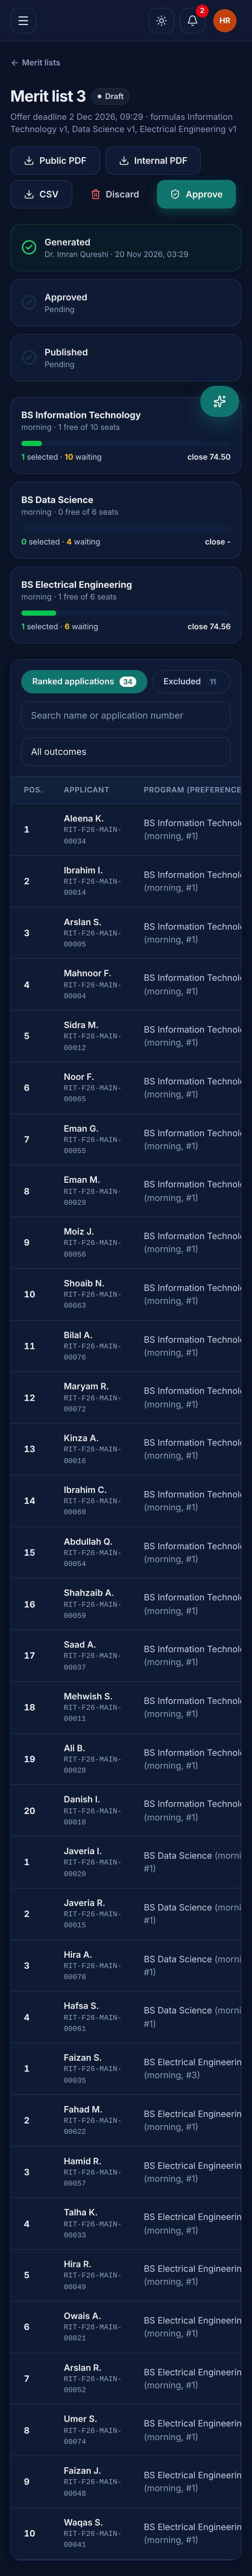 2
HR
Merit lists
Merit list 3 Draft
Offer deadline 2 Dec 2026, 09:29 · formulas Information
Technology v1, Data Science v1, Electrical Engineering v1
Public PDF Internal PDF
CSV Discard Approve
Generated
Dr. Imran Qureshi · 20 Nov 2026, 03:29
Approved
Pending
Published
Pending
BS Information Technology
morning · 1 free of 10 seats
1 selected · 10 waiting close 74.50
BS Data Science
morning · 0 free of 6 seats
0 selected · 4 waiting close -
BS Electrical Engineering
morning · 1 free of 6 seats
1 selected · 6 waiting close 74.56
Ranked applications 34 Excluded 11
Search name or application number
All outcomes
POS. APPLICANT PROGRAM (PREFERENCE
1 Aleena K. RIT-F26-MAIN-00034 BS Information Technolo (morning, #1)
2 Ibrahim I. RIT-F26-MAIN-00014 BS Information Technolo (morning, #1)
3 Arslan S. RIT-F26-MAIN-00005 BS Information Technolo (morning, #1)
4 Mahnoor F. RIT-F26-MAIN-00004 BS Information Technolo (morning, #1)
5 Sidra M. RIT-F26-MAIN-00012 BS Information Technolo (morning, #1)
6 Noor F. RIT-F26-MAIN-00065 BS Information Technolo (morning, #1)
7 Eman G. RIT-F26-MAIN-00055 BS Information Technolo (morning, #1)
8 Eman M. RIT-F26-MAIN-00029 BS Information Technolo (morning, #1)
9 Moiz J. RIT-F26-MAIN-00056 BS Information Technolo (morning, #1)
10 Shoaib N. RIT-F26-MAIN-00063 BS Information Technolo (morning, #1)
11 Bilal A. RIT-F26-MAIN-00076 BS Information Technolo (morning, #1)
12 Maryam R. RIT-F26-MAIN-00072 BS Information Technolo (morning, #1)
13 Kinza A. RIT-F26-MAIN-00016 BS Information Technolo (morning, #1)
14 Ibrahim C. RIT-F26-MAIN-00060 BS Information Technolo (morning, #1)
15 Abdullah Q. RIT-F26-MAIN-00054 BS Information Technolo (morning, #1)
16 Shahzaib A. RIT-F26-MAIN-00059 BS Information Technolo (morning, #1)
17 Saad A. RIT-F26-MAIN-00037 BS Information Technolo (morning, #1)
18 Mehwish S. RIT-F26-MAIN-00011 BS Information Technolo (morning, #1)
19 Ali B. RIT-F26-MAIN-00028 BS Information Technolo (morning, #1)
20 Danish I. RIT-F26-MAIN-00010 BS Information Technolo (morning, #1)
1 Javeria I. RIT-F26-MAIN-00020 BS Data Science (morni #1)
2 Javeria R. RIT-F26-MAIN-00015 BS Data Science (morni #1)
3 Hira A. RIT-F26-MAIN-00070 BS Data Science (morni #1)
4 Hafsa S. RIT-F26-MAIN-00061 BS Data Science (morni #1)
1 Faizan S. RIT-F26-MAIN-00035 BS Electrical Engineerin (morning, #3)
2 Fahad M. RIT-F26-MAIN-00022 BS Electrical Engineerin (morning, #1)
3 Hamid R. RIT-F26-MAIN-00057 BS Electrical Engineerin (morning, #1)
4 Talha K. RIT-F26-MAIN-00033 BS Electrical Engineerin (morning, #1)
5 Hira R. RIT-F26-MAIN-00049 BS Electrical Engineerin (morning, #1)
6 Owais A. RIT-F26-MAIN-00021 BS Electrical Engineerin (morning, #1)
7 Arslan R. RIT-F26-MAIN-00052 BS Electrical Engineerin (morning, #1)
8 Umer S. RIT-F26-MAIN-00074 BS Electrical Engineerin (morning, #1)
9 Faizan J. RIT-F26-MAIN-00048 BS Electrical Engineerin (morning, #1)
10 Waqas S. RIT-F26-MAIN-00041 BS Electrical Engineerin (morning, #1)